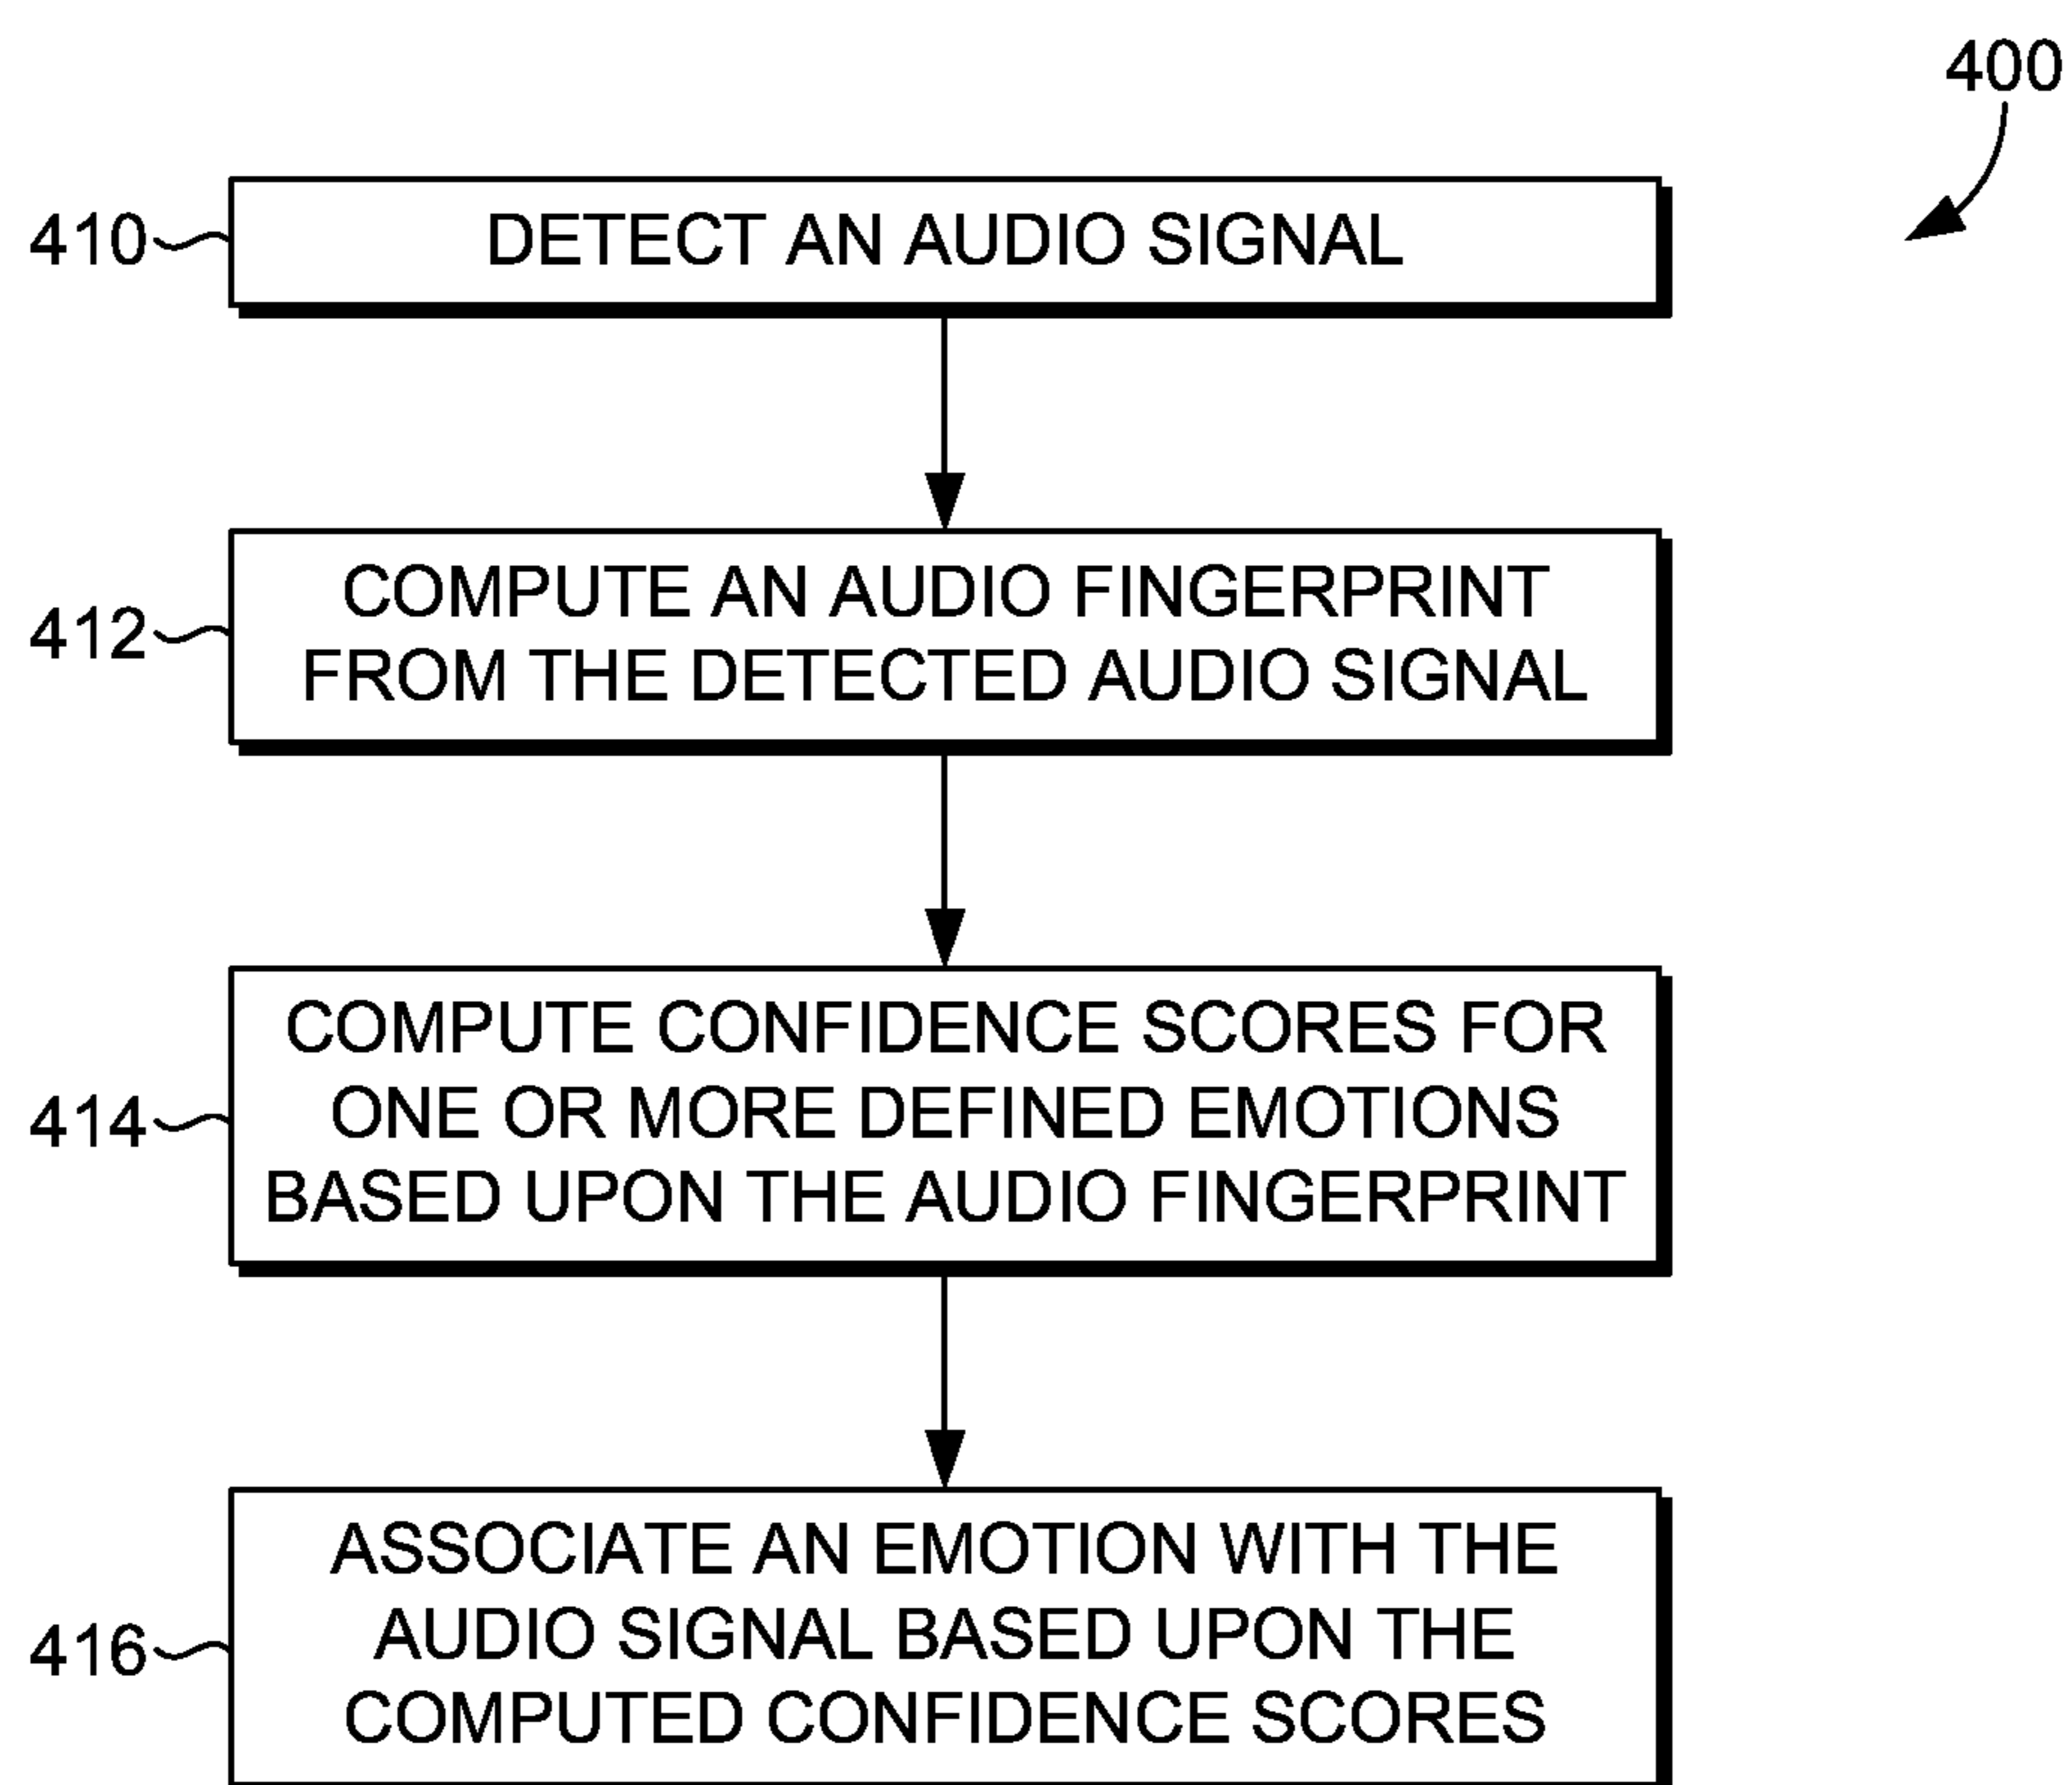 400
410
DETECT AN AUDIO SIGNAL
412
COMPUTE AN AUDIO FINGERPRINT
FROM THE DETECTED AUDIO SIGNAL
414
COMPUTE CONFIDENCE SCORES FOR
ONE OR MORE DEFINED EMOTIONS
BASED UPON THE AUDIO FINGERPRINT
416
ASSOCIATE AN EMOTION WITH THE
AUDIO SIGNAL BASED UPON THE
COMPUTED CONFIDENCE SCORES